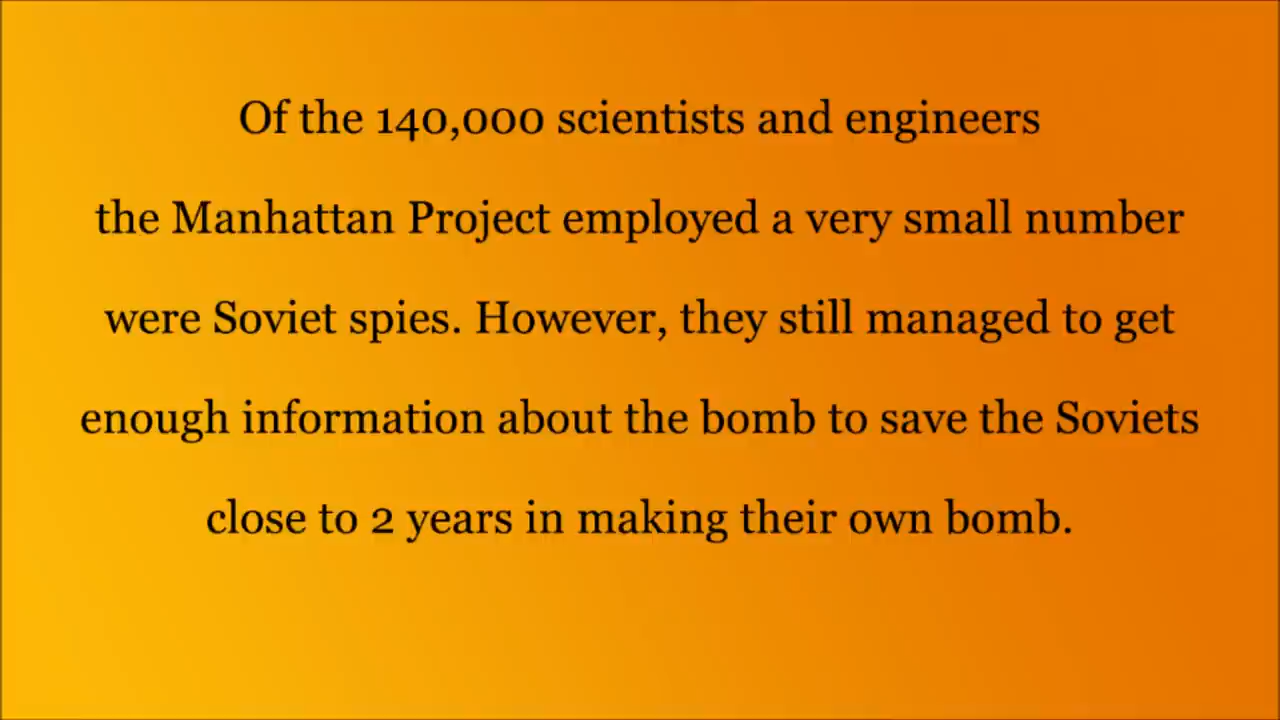 Of the 140,000 scientists and engineers
the Manhattan Project employed a very small number
were Soviet spies. However, they still managed to get
enough information about the bomb to save the Soviets
close to 2 years in making their own bomb.